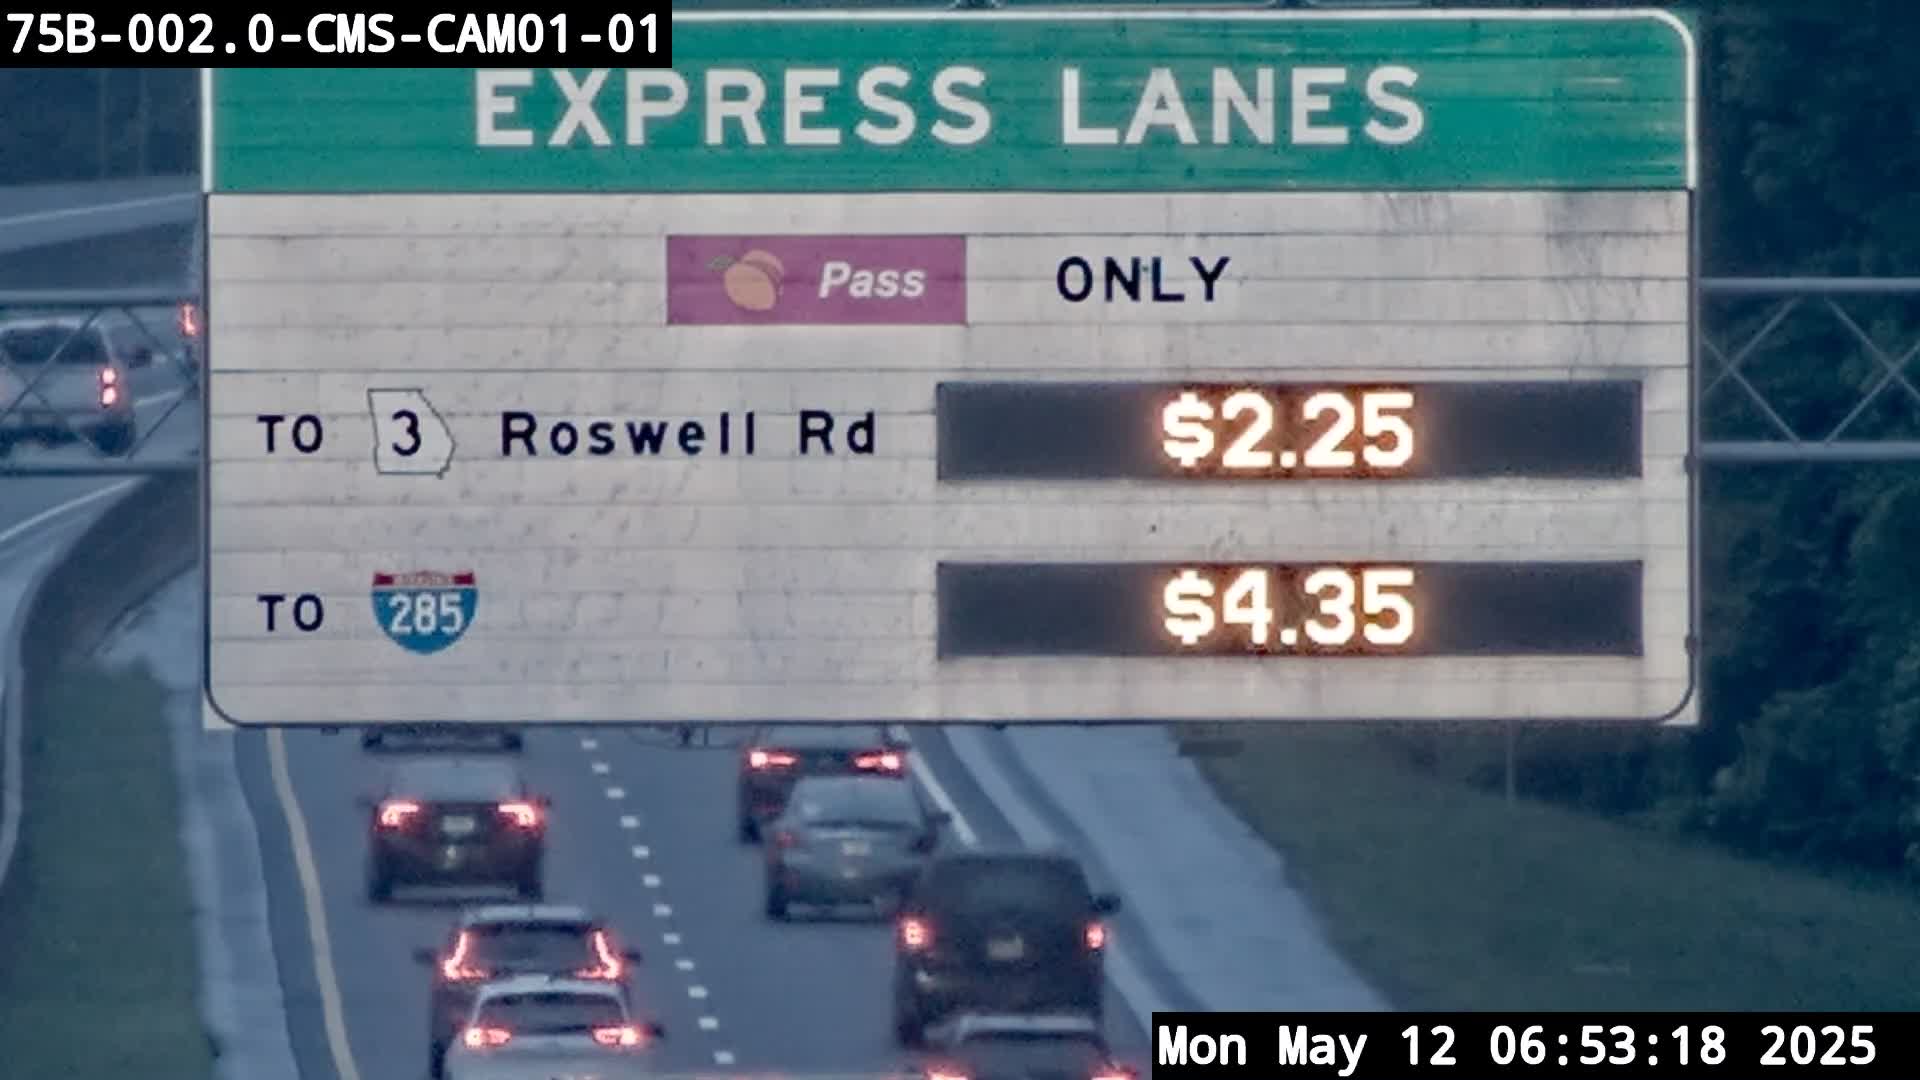 75B-002.0-CMS-CAM01-01
EXPRESS LANES
Pass ONLY
TO 3 Roswell Rd $2.25
TO 285 $4.35
Mon May 12 06:53:18 2025